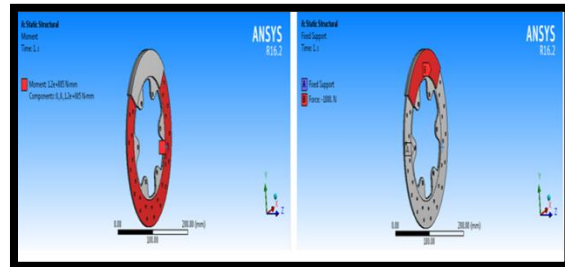 A: Static Structural
Moment
Time: 1. s
Moment: 1.2e+005 N·mm
Components: 0.,0.,1.2e+005 N·mm
ANSYS
R16.2
Y
Z
0.00
200.00 (mm)
100.00
A: Static Structural
Fixed Support
Time: 1. s
Fixed Support
ANSYS
R16.2
Y
Z
0.00
200.00 (mm)
100.00